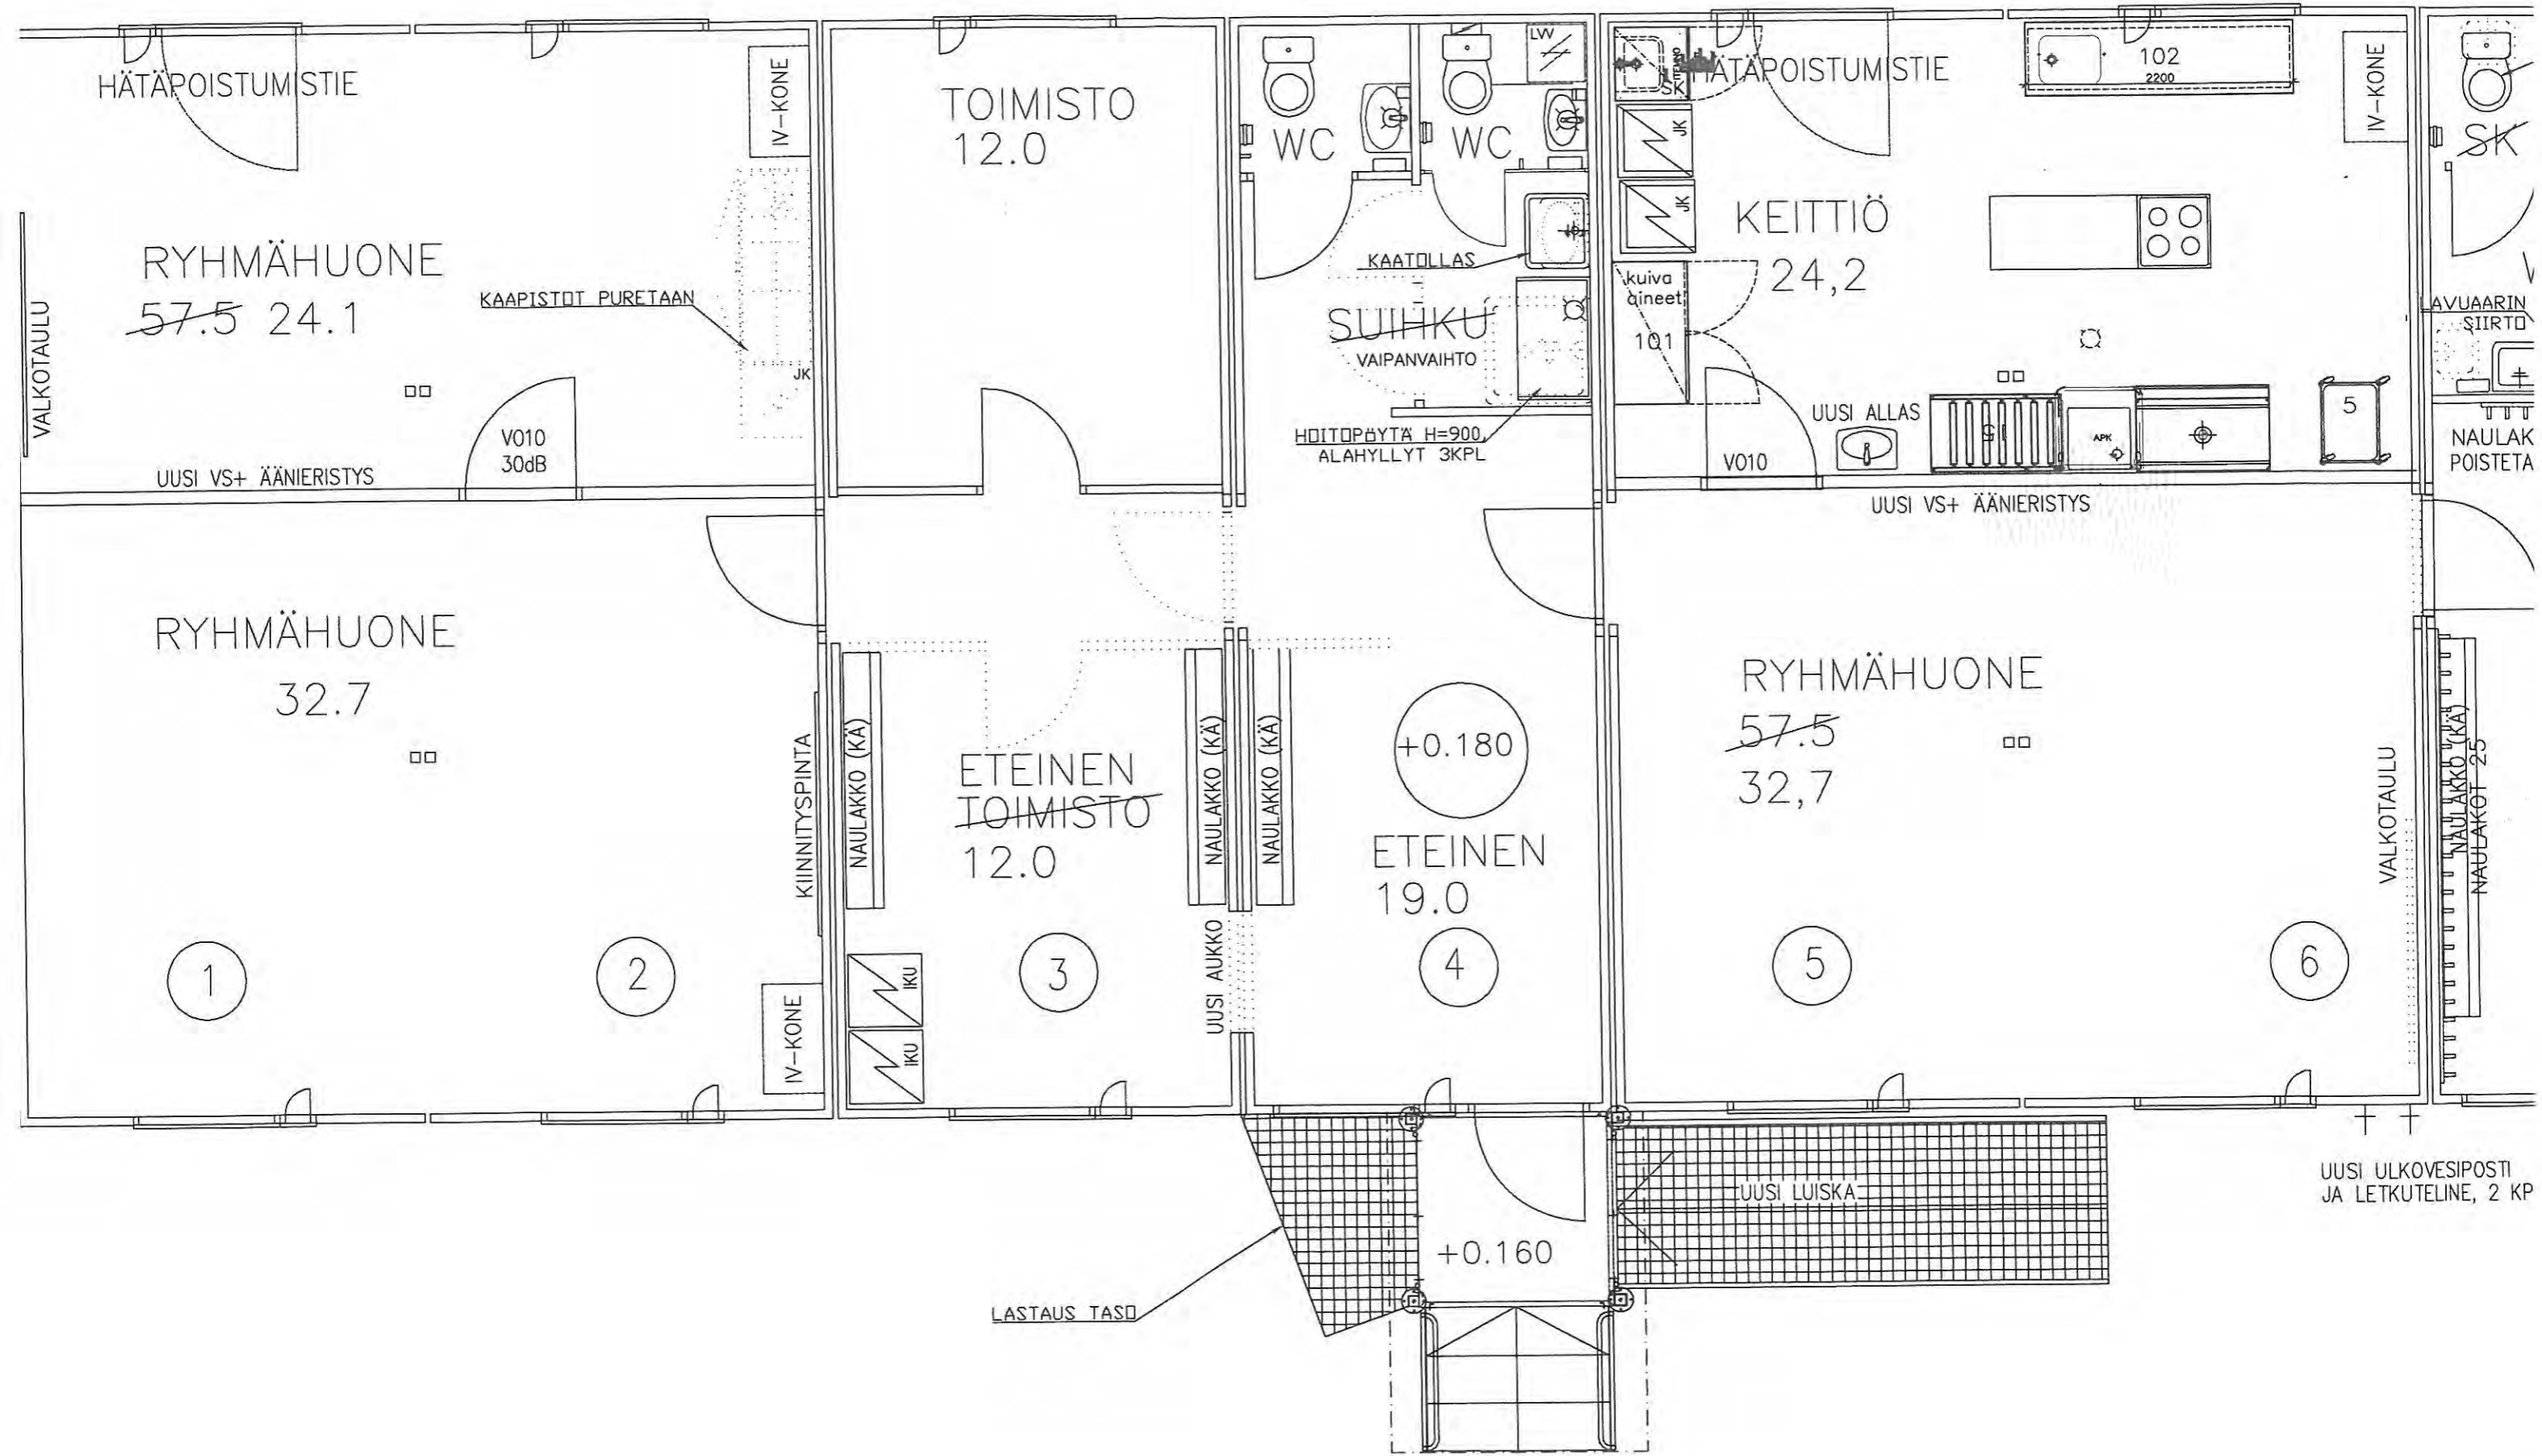 HÄTÄPOISTUMISTIE
IV-KONE
RYHMÄHUONE
57.5 24.1
VALKOTAULU
KAAPISTOT PURETAAN
JK
V010
30dB
UUSI VS+ ÄÄNIERISTYS
TOIMISTO
12.0
WC
WC
LVV
KAATOLLAS
SUIHKU
VAIPANVAIHTO
HOITOPÖYTÄ H=900,
ALAHYLLYT 3KPL
SK
HÄTÄPOISTUMISTIE
JK
JK
KEITTIÖ
24,2
kuiva
aineet
101
102
2200
IV-KONE
V010
UUSI ALLAS
APK
5
UUSI VS+ ÄÄNIERISTYS
SK
LAVUAARIN
SIIRTO
NAULAK
POISTETA
RYHMÄHUONE
32.7
KIINNITYSPINTA
IV-KONE
1
2
NAULAKKO (KÄ)
ETEINEN
TOIMISTO
12.0
NAULAKKO (KÄ)
NAULAKKO (KÄ)
IKU
IKU
3
UUSI AUKKO
+0.180
ETEINEN
19.0
4
RYHMÄHUONE
57.5
32,7
5
6
VALKOTAULU
NAULAKKO (KÄ)
NAULAKOT 25
UUSI LUISKA
+0.160
LASTAUS TASO
UUSI ULKOVESIPOSTI
JA LETKUTELINE, 2 KP